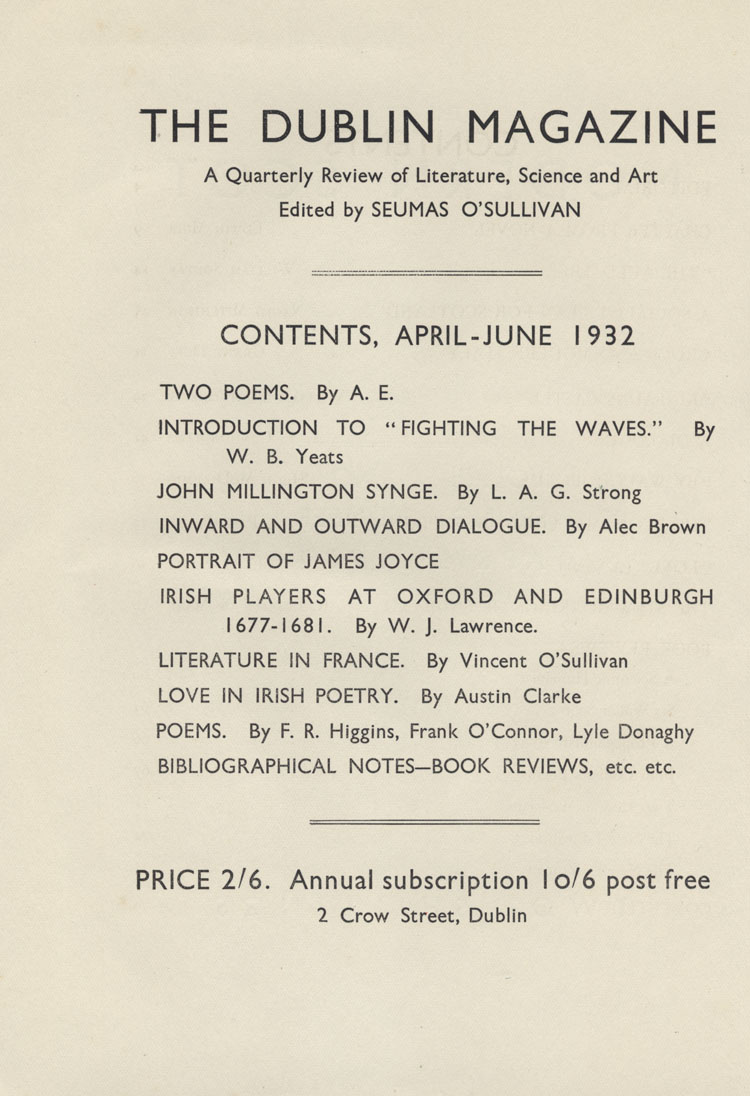 THE DUBLIN MAGAZINE
A Quarterly Review of Literature, Science and Art
Edited by SEUMAS O'SULLIVAN
CONTENTS, APRIL-JUNE 1932
TWO POEMS. By A. E.
INTRODUCTION TO "FIGHTING THE WAVES." By
W. B. Yeats
JOHN MILLINGTON SYNGE. By L. A. G. Strong
INWARD AND OUTWARD DIALOGUE. By Alec Brown
PORTRAIT OF JAMES JOYCE
IRISH PLAYERS AT OXFORD AND EDINBURGH
1677-1681. By W. J. Lawrence.
LITERATURE IN FRANCE. By Vincent O'Sullivan
LOVE IN IRISH POETRY. By Austin Clarke
POEMS. By F. R. Higgins, Frank O'Connor, Lyle Donaghy
BIBLIOGRAPHICAL NOTES—BOOK REVIEWS, etc. etc.
PRICE 2/6. Annual subscription 10/6 post free
2 Crow Street, Dublin